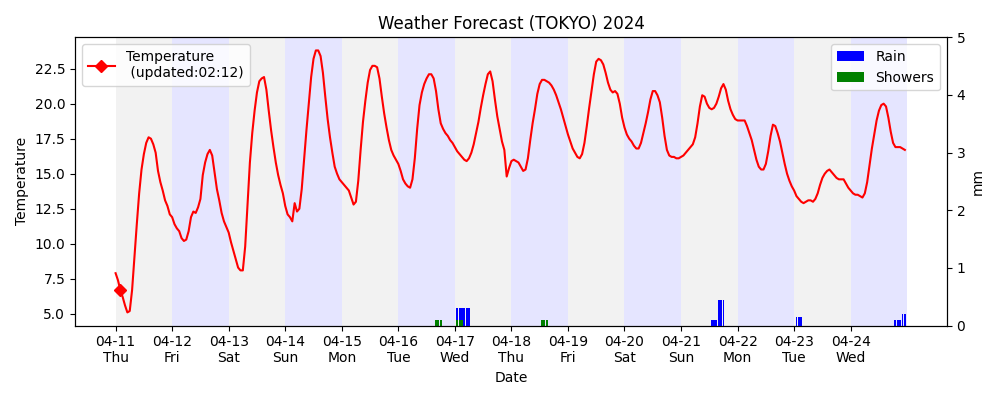 Weather Forecast (TOKYO) 2024
Temperature
(updated:02:12)
Rain
Showers
Temperature
22.5
20.0
17.5
15.0
12.5
10.0
7.5
5.0
5
4
3
2
1
0
mm
04-11 04-12 04-13 04-14 04-15 04-16 04-17 04-18 04-19 04-20 04-21 04-22 04-23 04-24
Thu Fri Sat Sun Mon Tue Wed Thu Fri Sat Sun Mon Tue Wed
Date